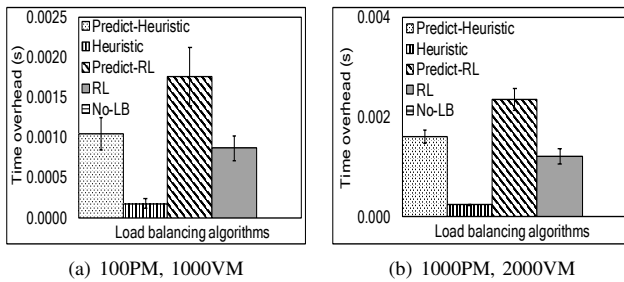 Time overhead (s)
0.0025
0.0020
0.0015
0.0010
0.0005
0.0000
Predict-Heuristic
Heuristic
Predict-RL
RL
No-LB
Load balancing algorithms
(a) 100PM, 1000VM
Time overhead (s)
0.004
0.002
0.000
Predict-Heuristic
Heuristic
Predict-RL
RL
No-LB
Load balancing algorithms
(b) 1000PM, 2000VM